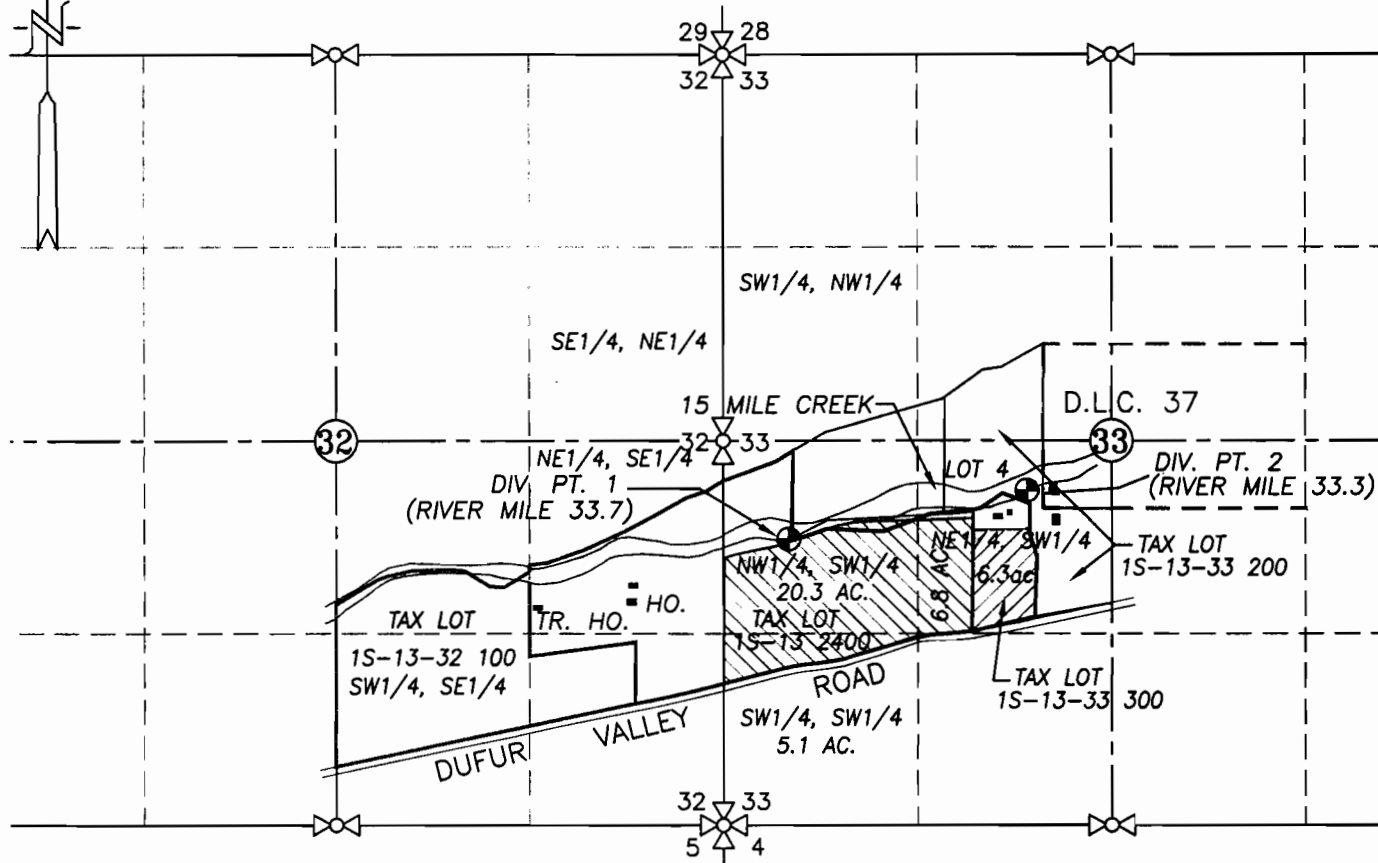 N
29 28
32 33
SW1/4, NW1/4
SE1/4, NE1/4
15 MILE CREEK
D.L.C. 37
32
32 33
33
NE1/4, SE1/4
LOT 4
DIV. PT. 1
(RIVER MILE 33.7)
DIV. PT. 2
(RIVER MILE 33.3)
NE1/4, SW1/4
TAX LOT
1S-13-33 200
NW1/4, SW1/4
20.3 AC.
6.8 AC
6.3ac
HO.
TR. HO.
TAX LOT
1S-13-32 100
SW1/4, SE1/4
TAX LOT
1S-13 2400
TAX LOT
1S-13-33 300
DUFUR VALLEY ROAD
SW1/4, SW1/4
5.1 AC.
32 33
5 4